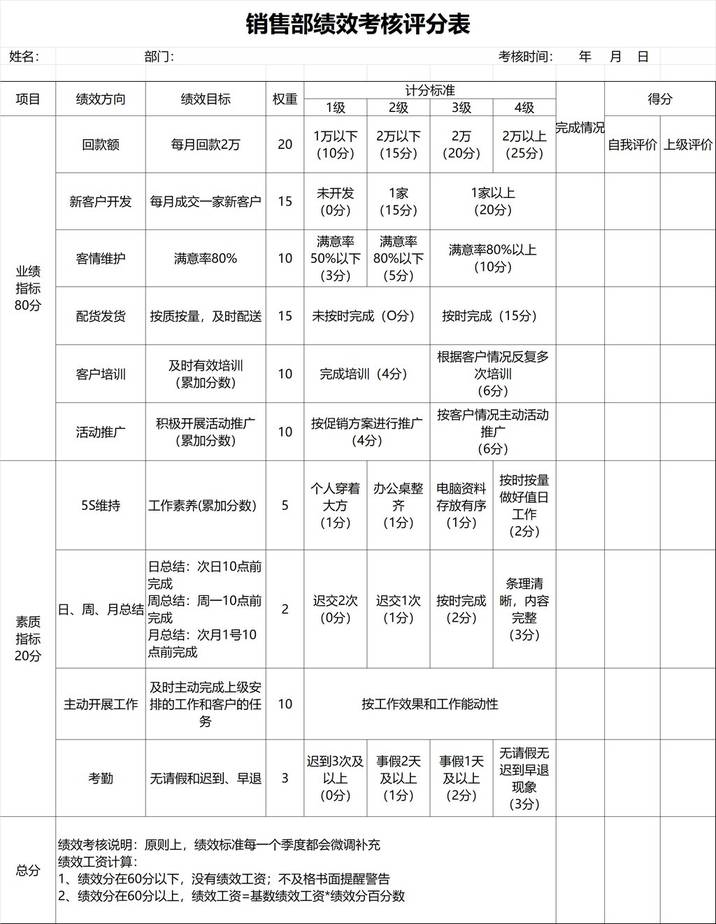 销售部绩效考核评分表
姓名： 部门： 考核时间： 年 月 日
项目 绩效方向 绩效目标 权重 计分标准 完成情况 得分
1级 2级 3级 4级
自我评价 上级评价
业绩
指标
80分
回款额 每月回款2万 20
1万以下
（10分）
2万以下
（15分）
2万
（20分）
2万以上
（25分）
新客户开发 每月成交一家新客户 15
未开发
（0分）
1家
（15分）
1家以上
（20分）
客情维护 满意率80% 10
满意率
50%以下
（3分）
满意率
80%以下
（5分）
满意率80%以上
（10分）
配货发货 按质按量，及时配送 15 未按时完成（O分） 按时完成（15分）
客户培训
及时有效培训
（累加分数）
10
完成培训（4分）
根据客户情况反复多
次培训
（6分）
活动推广
积极开展活动推广
（累加分数）
10
按促销方案进行推广
（4分）
按客户情况主动活动
推广
（6分）
素质
指标
20分
5S维持 工作素养(累加分数） 5
个人穿着
大方
（1分）
办公桌整
齐
（1分）
电脑资料
存放有序
（1分）
按时按量
做好值日
工作
（2分）
日、周、月总结
日总结：次日10点前
完成
周总结：周一10点前
完成
月总结：次月1号10
点前完成
2
迟交2次
（0分）
迟交1次
（1分）
按时完成
（2分）
条理清
晰，内容
完整
（3分）
主动开展工作
及时主动完成上级安
排的工作和客户的任
务
10
按工作效果和工作能动性
考勤 无请假和迟到、早退 3
迟到3次及
以上
（0分）
事假2天
及以上
（1分）
事假1天
及以上
（2分）
无请假无
迟到早退
现象
（3分）
总分
绩效考核说明：原则上，绩效标准每一个季度都会微调补充
绩效工资计算：
1、绩效分在60分以下，没有绩效工资；不及格书面提醒警告
2、绩效分在60分以上，绩效工资=基数绩效工资*绩效分百分数